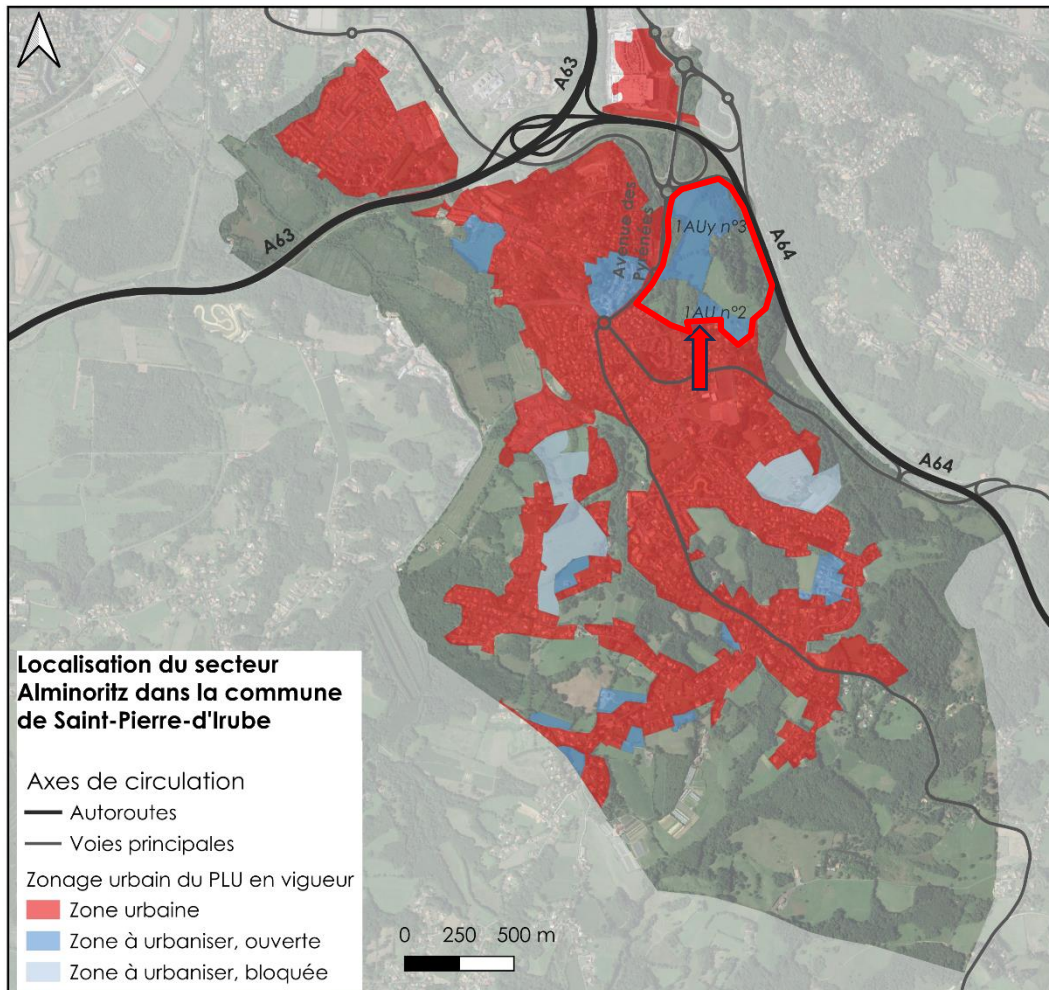 A63
A63
Avenue des
Pyrénées
1AUy n°3
A64
1AU n°2
A64
Localisation du secteur
Alminoritz dans la commune
de Saint-Pierre-d'Irube
Axes de circulation
Autoroutes
Voies principales
Zonage urbain du PLU en vigueur
Zone urbaine
Zone à urbaniser, ouverte
Zone à urbaniser, bloquée
0 250 500 m